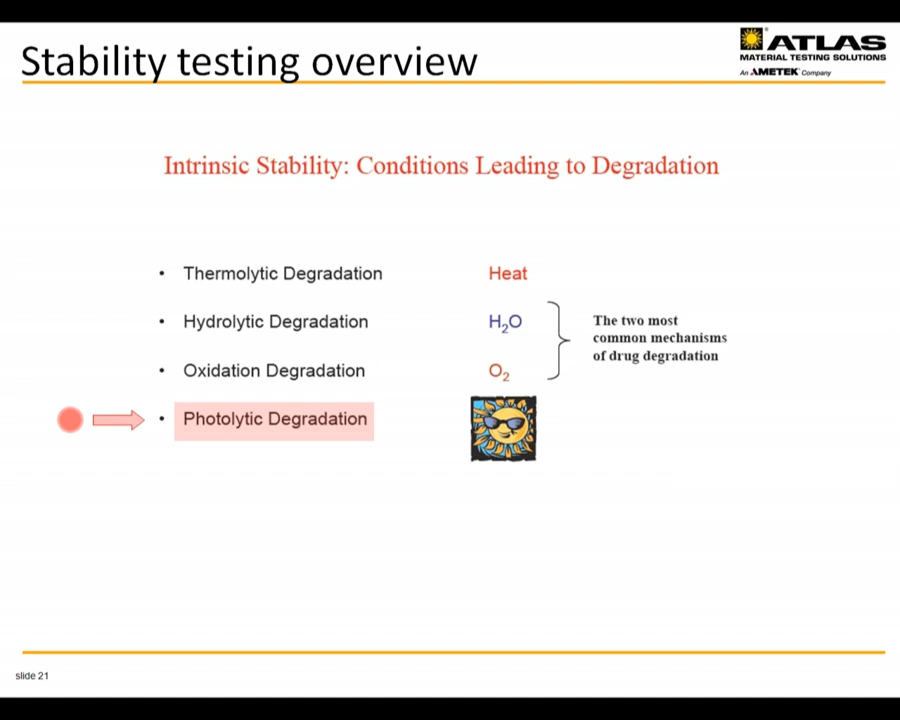 Stability testing overview
ATLAS
MATERIAL TESTING SOLUTIONS
An AMETEK Company
Intrinsic Stability: Conditions Leading to Degradation
• Thermolytic Degradation Heat
• Hydrolytic Degradation H₂O
• Oxidation Degradation O₂
The two most
common mechanisms
of drug degradation
• Photolytic Degradation
slide 21